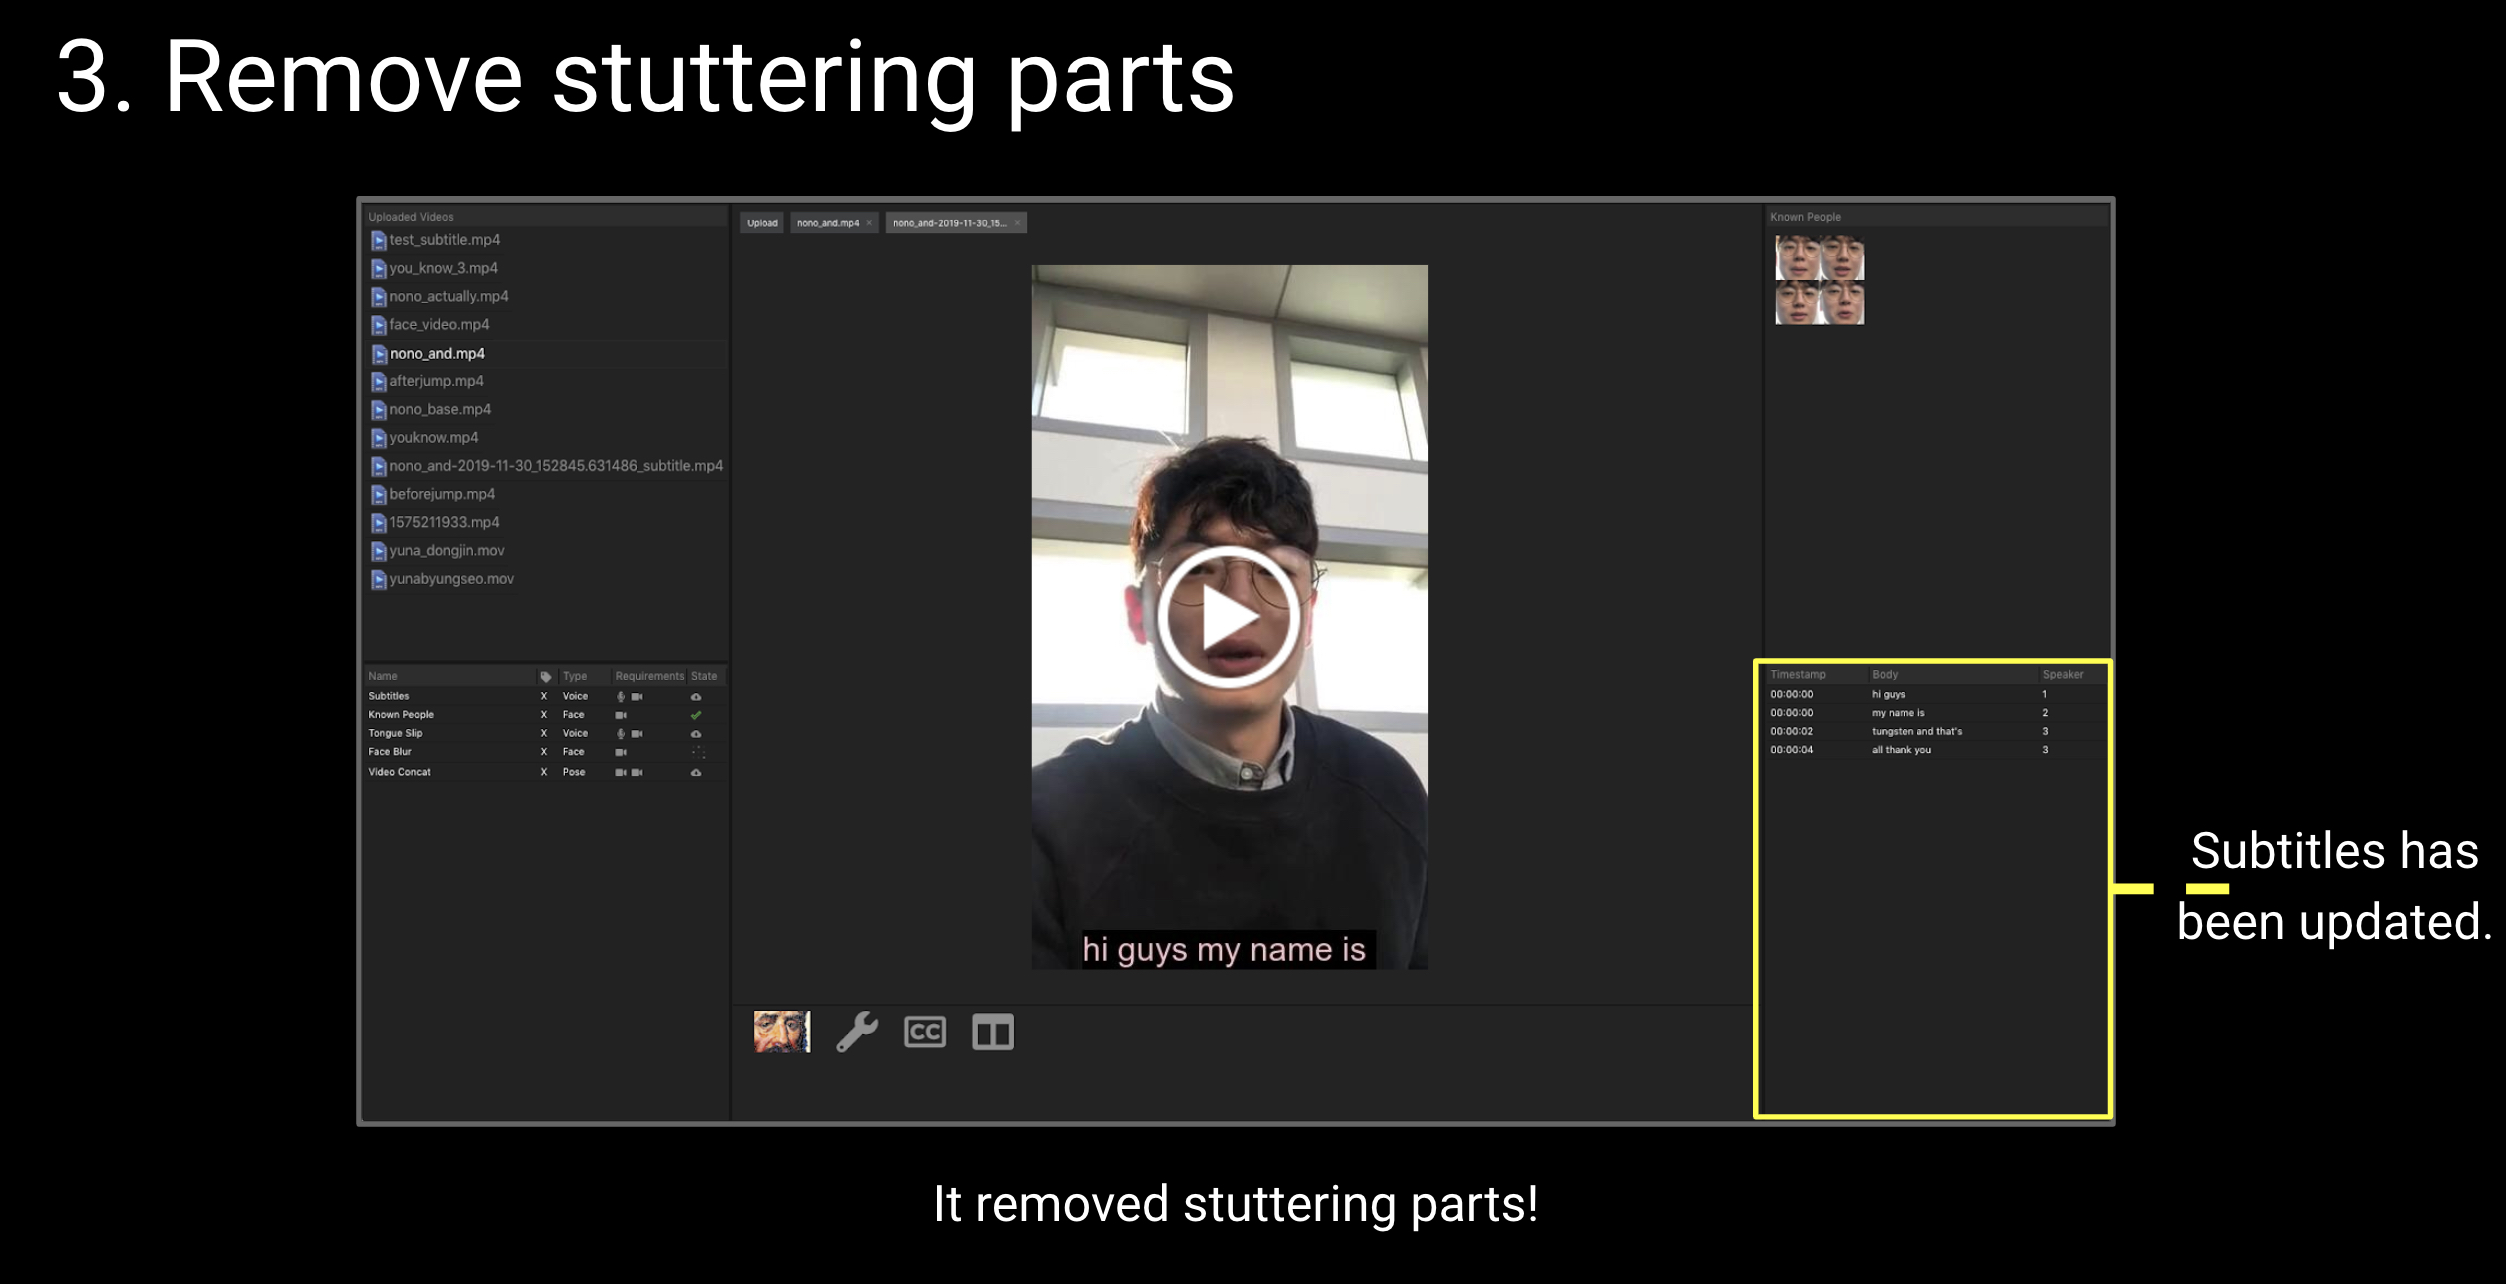 3. Remove stuttering parts
Uploaded Videos
test_subtitle.mp4
you_know_3.mp4
nono_actually.mp4
face_video.mp4
nono_and.mp4
afterjump.mp4
nono_base.mp4
youknow.mp4
nono_and-2019-11-30_152845.631486_subtitle.mp4
beforejump.mp4
1575211933.mp4
yuna_dongjin.mov
yunabyungseo.mov
Name Type Requirements State
Subtitles X Voice
Known People X Face
Tongue Slip X Voice
Face Blur X Face
Video Concat X Pose
Upload nono_and.mp4 × nono_and-2019-11-30_15... ×
hi guys my name is
CC
Known People
Timestamp Body Speaker
00:00:00 hi guys 1
00:00:00 my name is 2
00:00:02 tungsten and that's 3
00:00:04 all thank you 3
Subtitles has
been updated.
It removed stuttering parts!